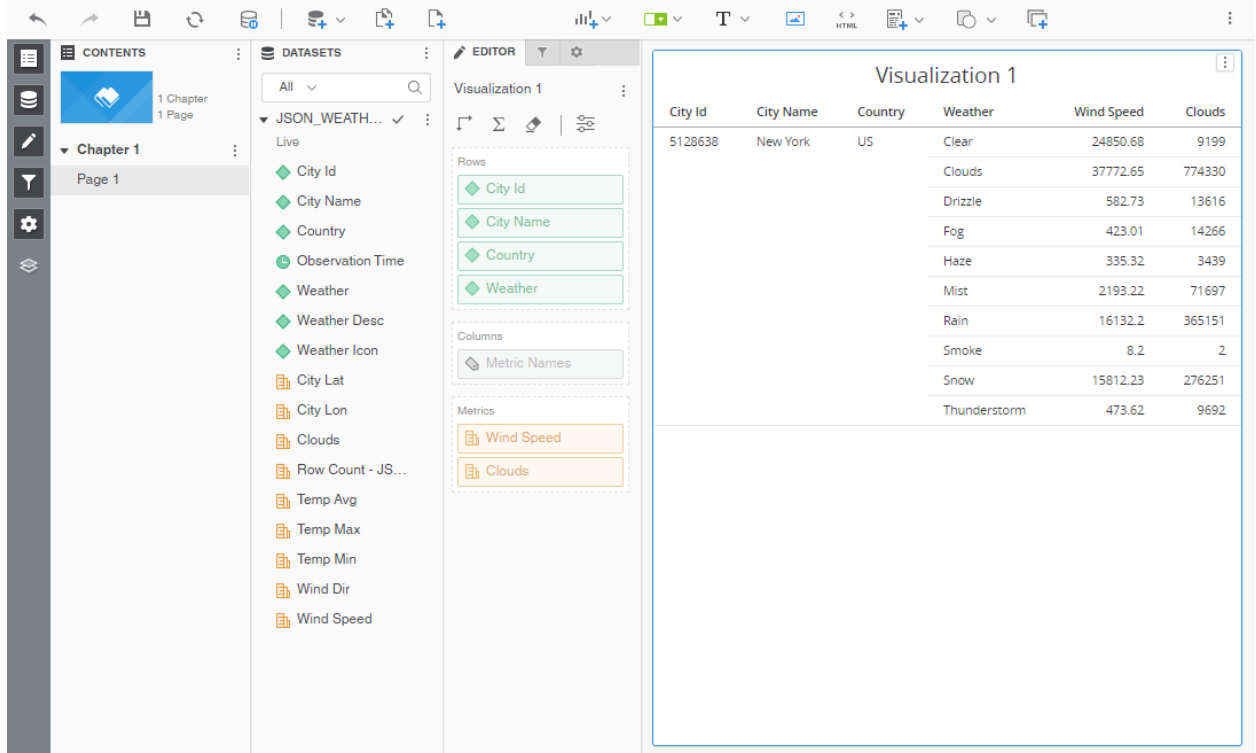 HTML
CONTENTS
1 Chapter
1 Page
Chapter 1
Page 1
DATASETS
All
JSON_WEATH...
Live
City Id
City Name
Country
Observation Time
Weather
Weather Desc
Weather Icon
City Lat
City Lon
Clouds
Row Count - JS...
Temp Avg
Temp Max
Temp Min
Wind Dir
Wind Speed
EDITOR
Visualization 1
Rows
City Id
City Name
Country
Weather
Columns
Metric Names
Metrics
Wind Speed
Clouds
Visualization 1
City Id City Name Country Weather Wind Speed Clouds
5128638 New York US Clear 24850.68 9199
Clouds 37772.65 774330
Drizzle 582.73 13616
Fog 423.01 14266
Haze 335.32 3439
Mist 2193.22 71697
Rain 16132.2 365151
Smoke 8.2 2
Snow 15812.23 276251
Thunderstorm 473.62 9692